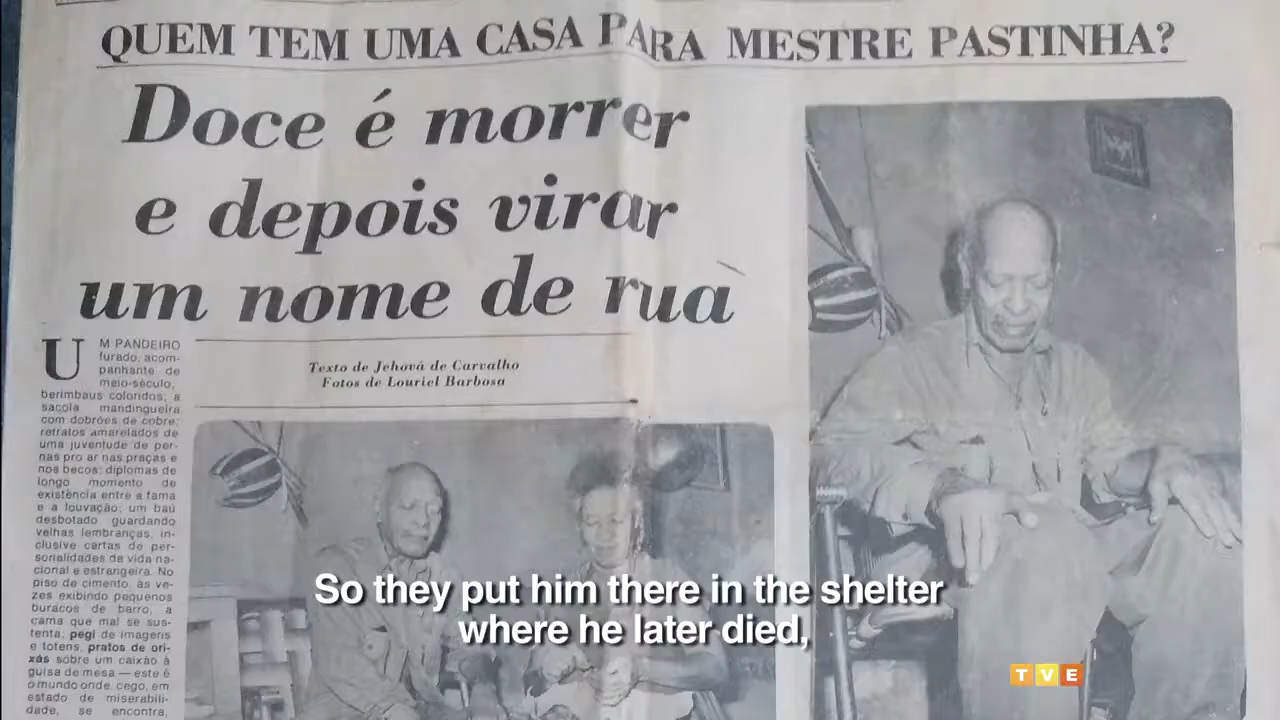 QUEM TEM UMA CASA PARA MESTRE PASTINHA?
Doce é morrer
e depois virar
um nome de rua
Texto de Jehová de Carvalho
Fotos de Louriel Barbosa
UM PANDEIRO
furado, acom-
panhante de
meio-século,
berimbaus coloridos; a
sacola mandingueira
com dobrões de cobre;
retratos amarelados de
uma juventude de per-
nas pro ar nas praças e
nos becos; diplomas de
longo momento de
existência entre a fama
e a louvação; um baú
desbotado guardando
velhas lembranças, in-
clusive cartas de per-
sonalidades da vida na-
cional e estrangeira. No
piso de cimento, às ve-
zes exibindo pequenos
buracos de barro, a
cama que mal se sus-
tenta; pegi de imagens
e totens, pratos de ori-
xás sobre um caixão à
guisa de mesa — este é
o mundo onde, cego, em
estado de miserabili-
dade, se encontra,
So they put him there in the shelter
where he later died,
TVE